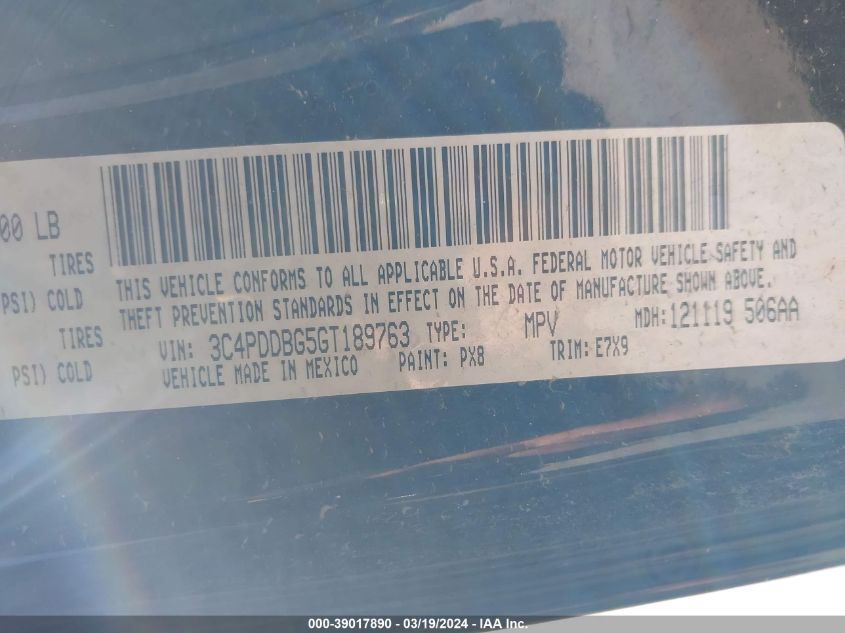 00 LB
TIRES
PSI) COLD
TIRES
PSI) COLD
THIS VEHICLE CONFORMS TO ALL APPLICABLE U.S.A. FEDERAL MOTOR VEHICLE SAFETY AND
THEFT PREVENTION STANDARDS IN EFFECT ON THE DATE OF MANUFACTURE SHOWN ABOVE.
VIN: 3C4PDDBG5GT189763 TYPE: MPV MDH: 121119 506AA
VEHICLE MADE IN MEXICO PAINT: PX8 TRIM: E7X9
000-39017890 - 03/19/2024 - IAA Inc.